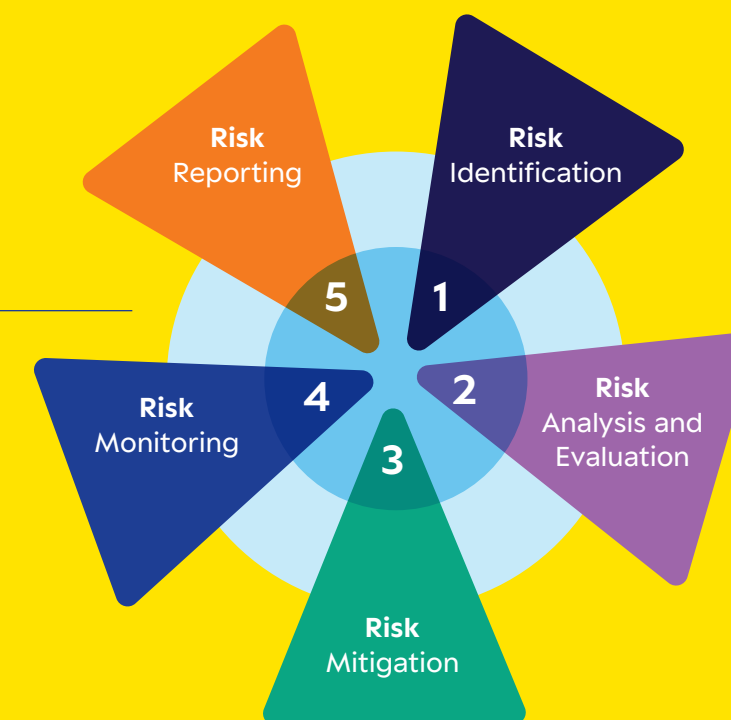 1
Risk
Identification
2
Risk
Analysis and
Evaluation
3
Risk
Mitigation
4
Risk
Monitoring
5
Risk
Reporting